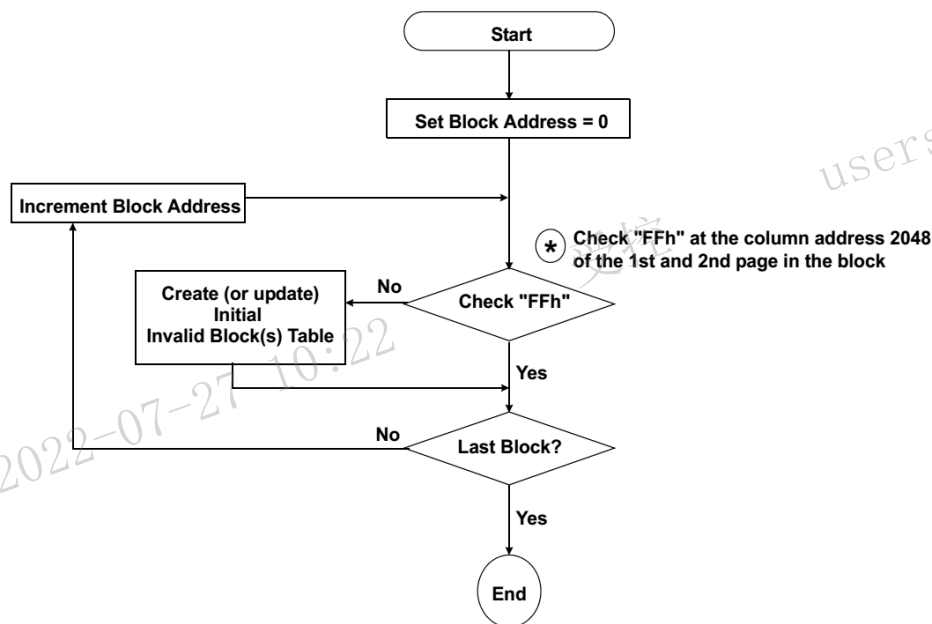 Start
Set Block Address = 0
users
Increment Block Address
* Check "FFh" at the column address 2048
of the 1st and 2nd page in the block
受控
No
Check "FFh"
Create (or update)
Initial
Invalid Block(s) Table
Yes
2022-07-27 10:22
No
Last Block?
Yes
End